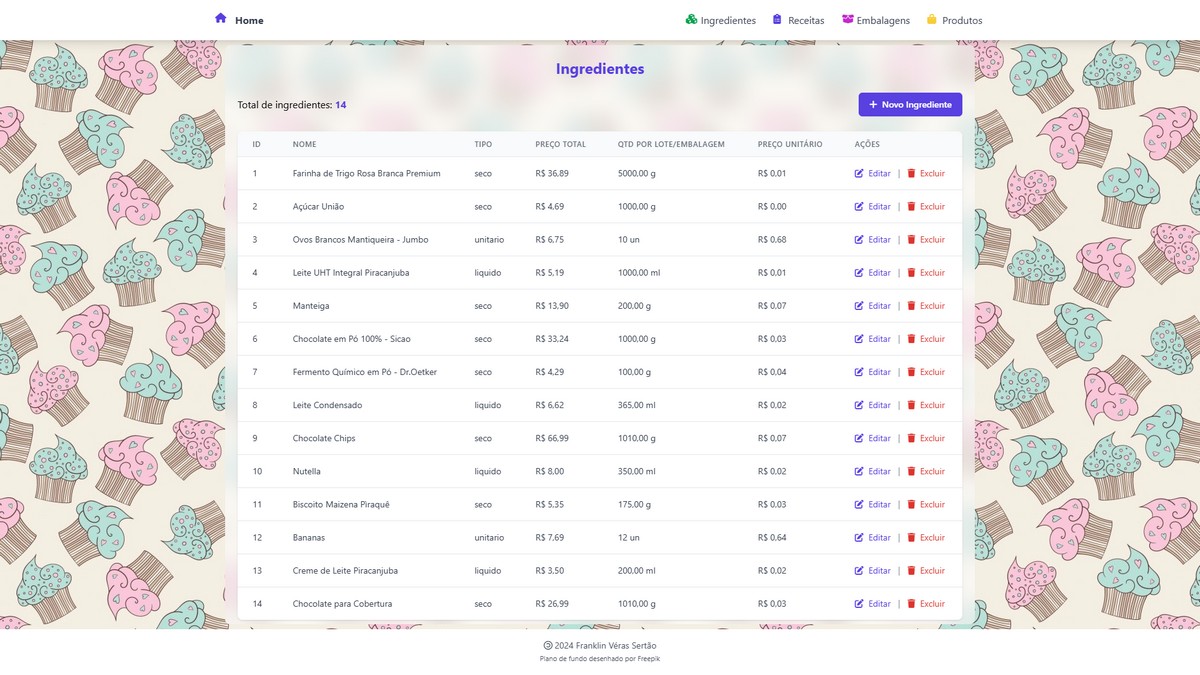 Home Ingredientes Receitas Embalagens Produtos
Ingredientes
Total de ingredientes: 14 + Novo Ingrediente
ID NOME TIPO PREÇO TOTAL QTD POR LOTE/EMBALAGEM PREÇO UNITÁRIO AÇÕES
1 Farinha de Trigo Rosa Branca Premium seco R$ 36,89 5000,00 g R$ 0,01 Editar | Excluir
2 Açúcar União seco R$ 4,69 1000,00 g R$ 0,00 Editar | Excluir
3 Ovos Brancos Mantiqueira - Jumbo unitario R$ 6,75 10 un R$ 0,68 Editar | Excluir
4 Leite UHT Integral Piracanjuba liquido R$ 5,19 1000,00 ml R$ 0,01 Editar | Excluir
5 Manteiga seco R$ 13,90 200,00 g R$ 0,07 Editar | Excluir
6 Chocolate em Pó 100% - Sicao seco R$ 33,24 1000,00 g R$ 0,03 Editar | Excluir
7 Fermento Químico em Pó - Dr.Oetker seco R$ 4,29 100,00 g R$ 0,04 Editar | Excluir
8 Leite Condensado liquido R$ 6,62 365,00 ml R$ 0,02 Editar | Excluir
9 Chocolate Chips seco R$ 66,99 1010,00 g R$ 0,07 Editar | Excluir
10 Nutella liquido R$ 8,00 350,00 ml R$ 0,02 Editar | Excluir
11 Biscoito Maizena Piraquê seco R$ 5,35 175,00 g R$ 0,03 Editar | Excluir
12 Bananas unitario R$ 7,69 12 un R$ 0,64 Editar | Excluir
13 Creme de Leite Piracanjuba liquido R$ 3,50 200,00 ml R$ 0,02 Editar | Excluir
14 Chocolate para Cobertura seco R$ 26,99 1010,00 g R$ 0,03 Editar | Excluir
2024 Franklin Véras Sertão
Plano de fundo desenhado por Freepik